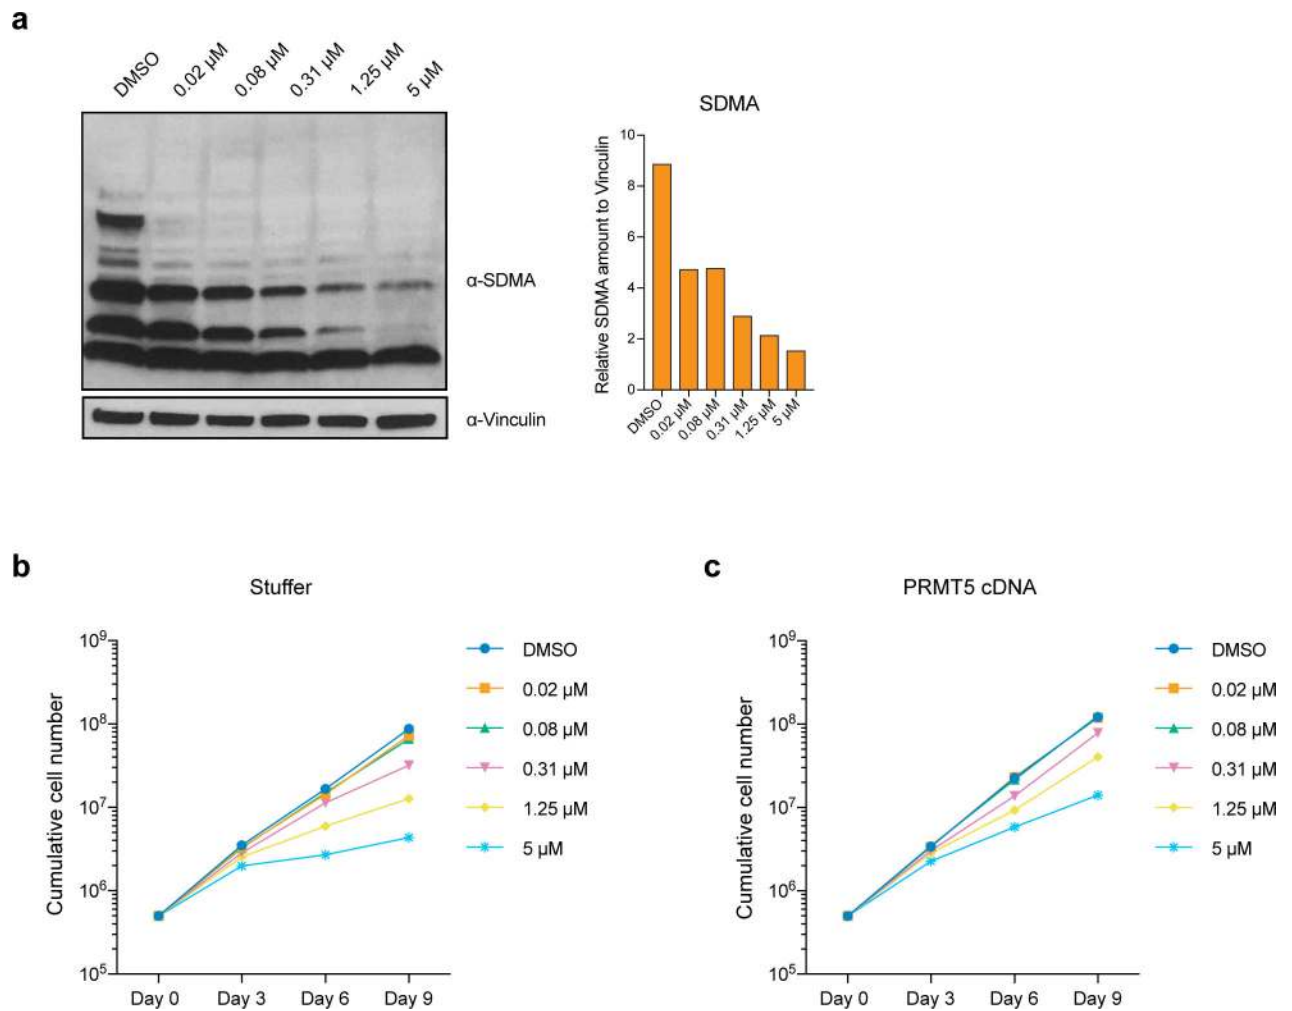 a
DMSO 0.02 µM 0.08 µM 0.31 µM 1.25 µM 5 µM
α-SDMA
α-Vinculin
SDMA
Relative SDMA amount to Vinculin
10
8
6
4
2
0
DMSO 0.02 µM 0.08 µM 0.31 µM 1.25 µM 5 µM
b
Stuffer
Cumulative cell number
10⁹
10⁸
10⁷
10⁶
10⁵
Day 0 Day 3 Day 6 Day 9
DMSO
0.02 µM
0.08 µM
0.31 µM
1.25 µM
5 µM
c
PRMT5 cDNA
Cumulative cell number
10⁹
10⁸
10⁷
10⁶
10⁵
Day 0 Day 3 Day 6 Day 9
DMSO
0.02 µM
0.08 µM
0.31 µM
1.25 µM
5 µM